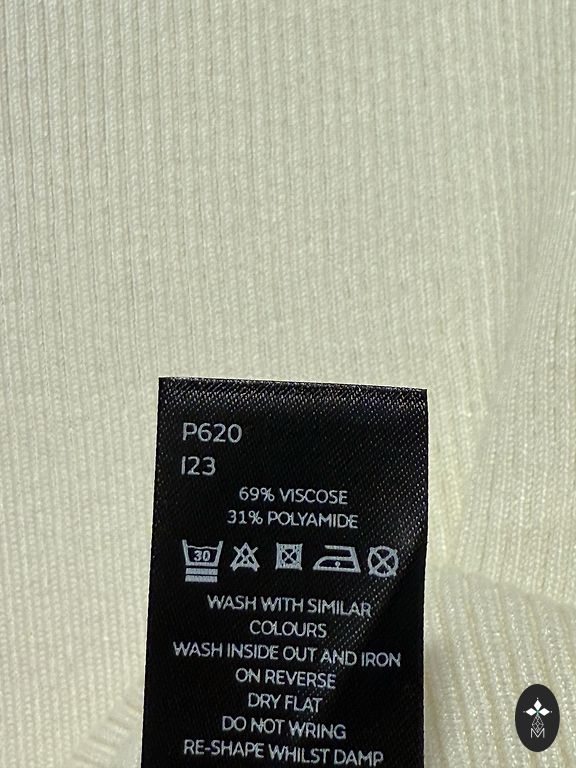 P620
I23
69% VISCOSE
31% POLYAMIDE
30
WASH WITH SIMILAR
COLOURS
WASH INSIDE OUT AND IRON
ON REVERSE
DRY FLAT
DO NOT WRING
RE-SHAPE WHILST DAMP
M